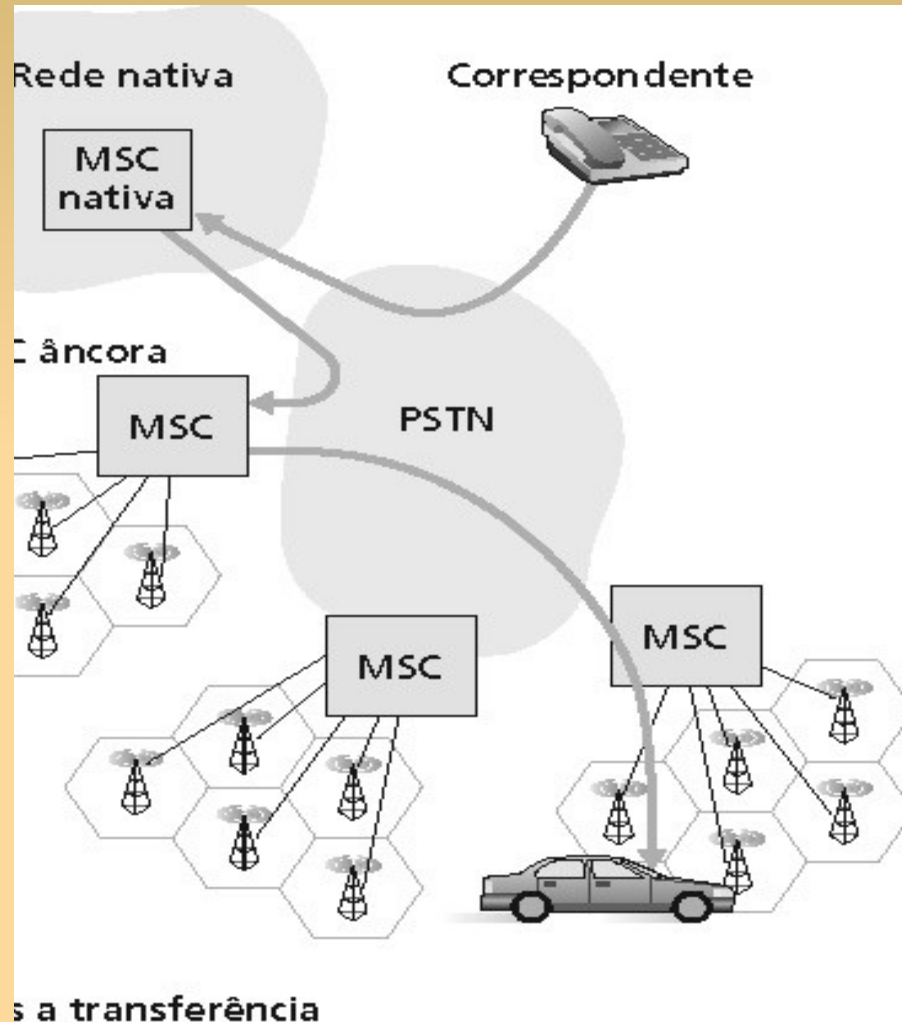 Rede nativa
Correspondente
MSC
nativa
C âncora
MSC
PSTN
MSC
MSC
s a transferência